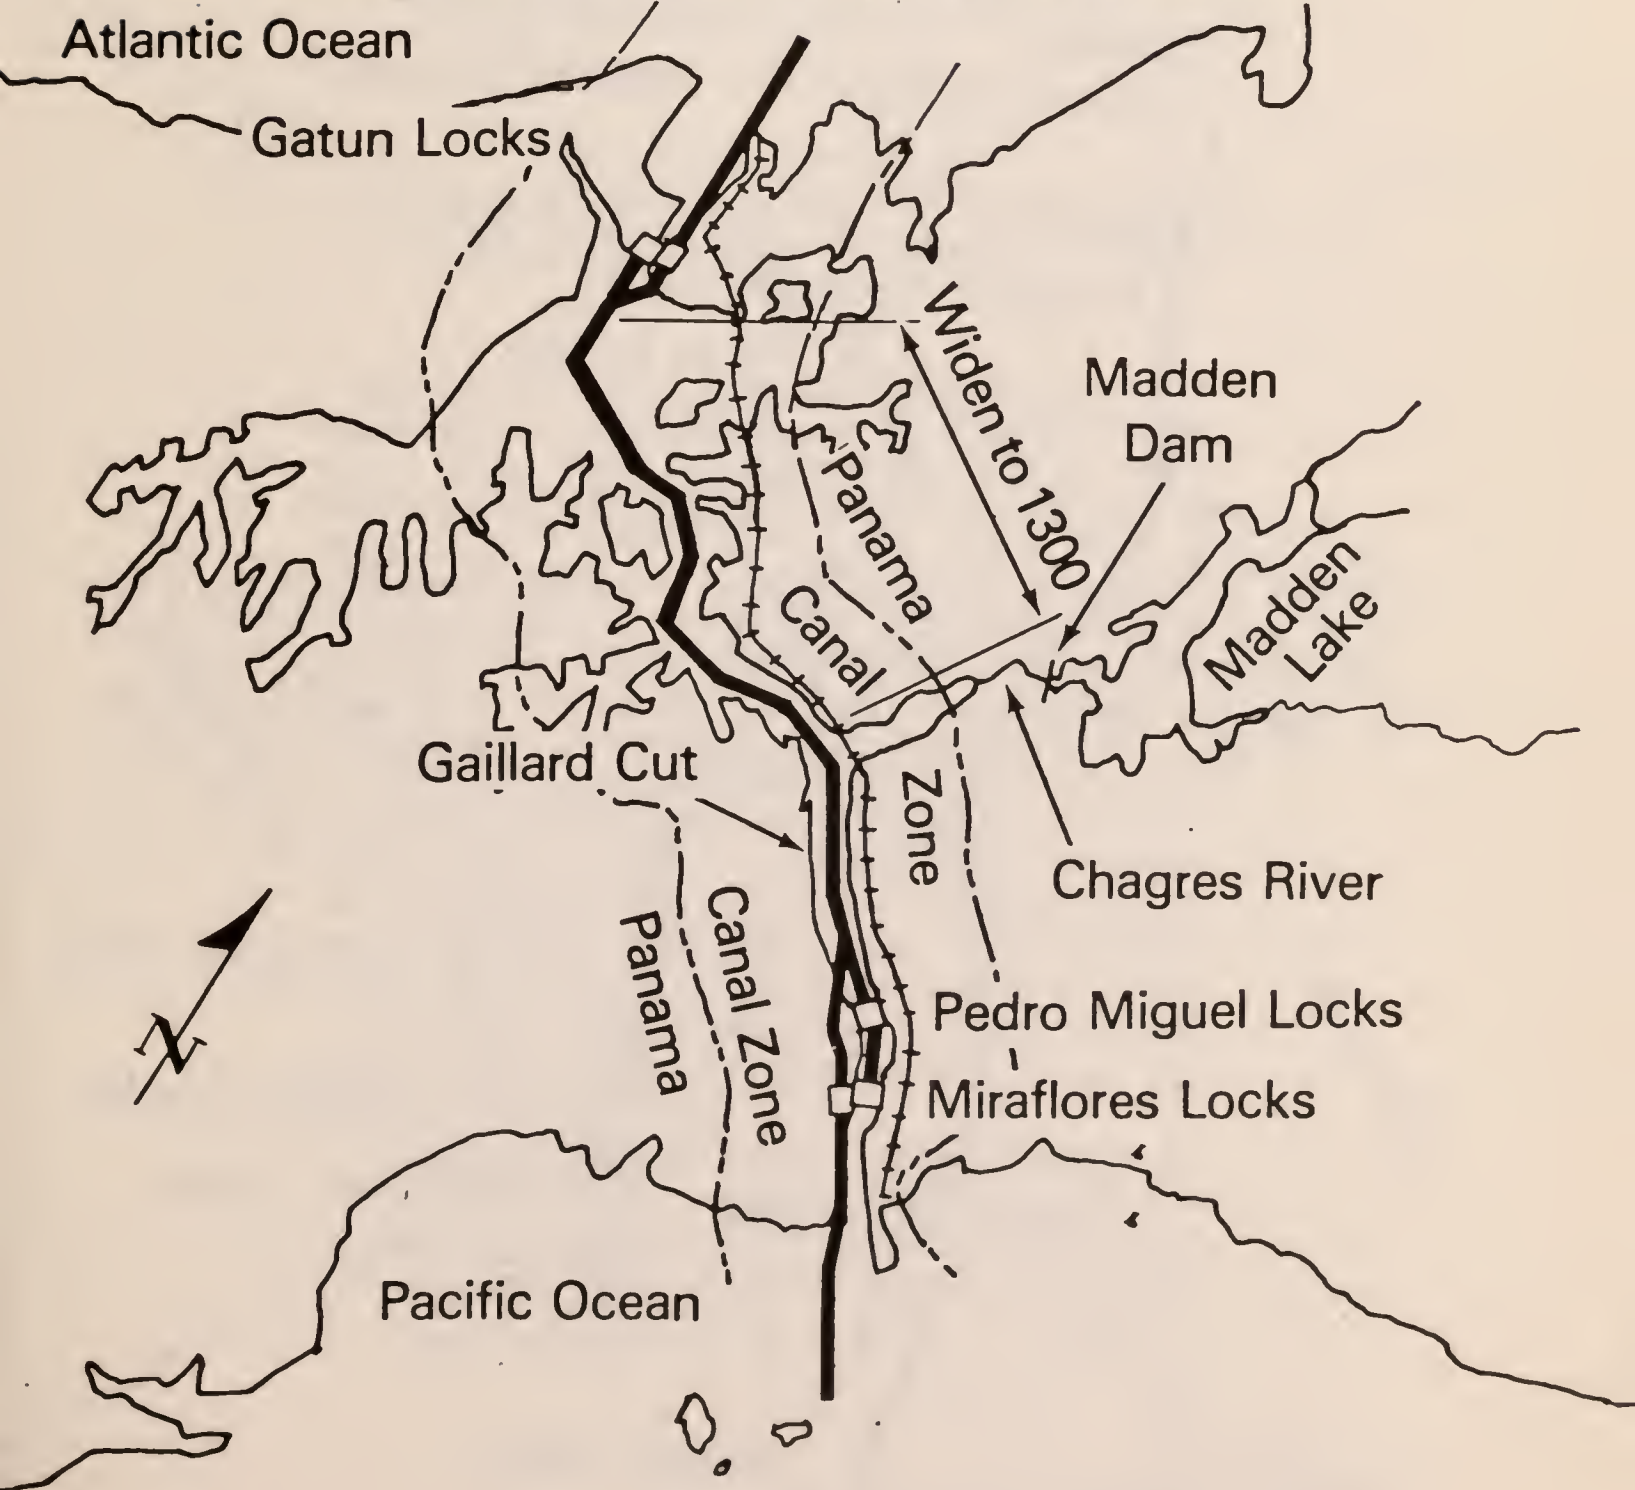 Atlantic Ocean
Gatun Locks
Widen to 1300
Madden
Dam
Panama
Canal
Zone
Madden
Lake
Gaillard Cut
Chagres River
Canal Zone
Panama
N
Pedro Miguel Locks
Miraflores Locks
Pacific Ocean